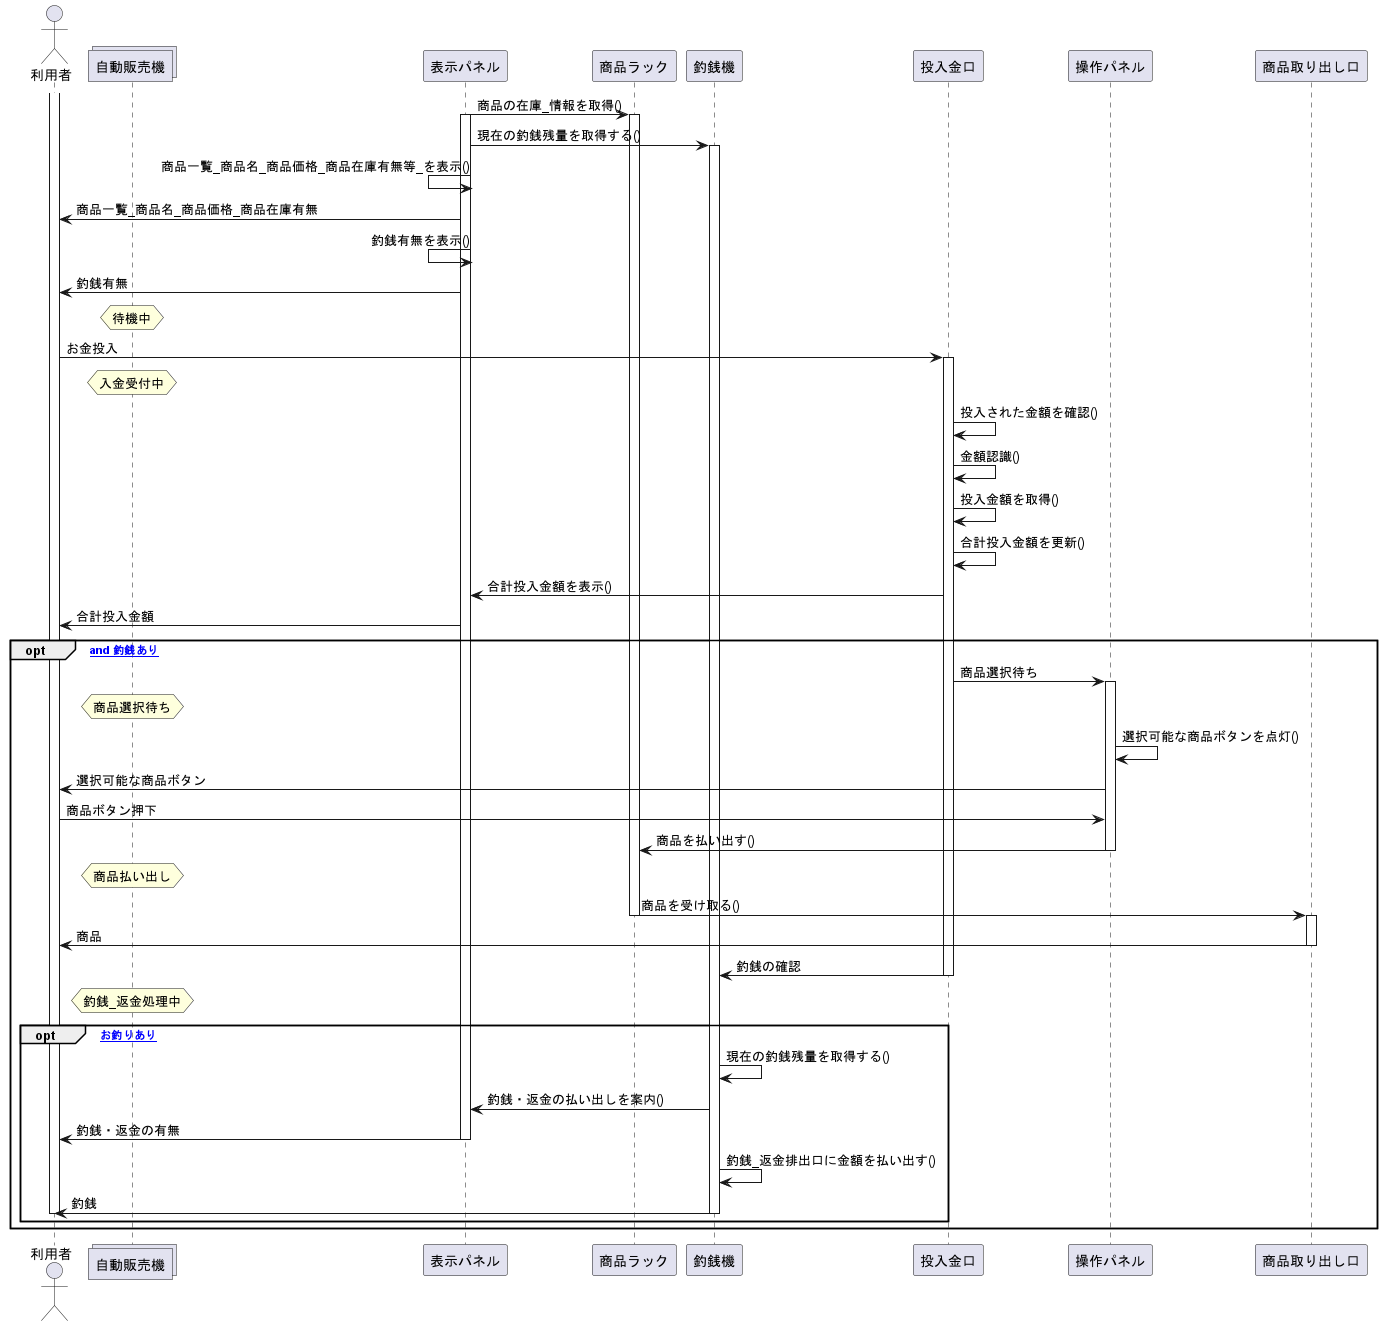 利用者
自動販売機
表示パネル
商品ラック
釣銭機
投入金口
操作パネル
商品取り出し口
商品の在庫_情報を取得()
現在の釣銭残量を取得する()
商品一覧_商品名_商品価格_商品在庫有無等_を表示()
商品一覧_商品名_商品価格_商品在庫有無
釣銭有無を表示()
釣銭有無
待機中
お金投入
入金受付中
投入された金額を確認()
金額認識()
投入金額を取得()
合計投入金額を更新()
合計投入金額を表示()
合計投入金額
opt
and 釣銭あり
商品選択待ち
商品選択待ち
選択可能な商品ボタンを点灯()
選択可能な商品ボタン
商品ボタン押下
商品を払い出す()
商品払い出し
商品を受け取る()
商品
釣銭の確認
釣銭_返金処理中
opt
お釣りあり
現在の釣銭残量を取得する()
釣銭・返金の払い出しを案内()
釣銭・返金の有無
釣銭_返金排出口に金額を払い出す()
釣銭
利用者
自動販売機
表示パネル
商品ラック
釣銭機
投入金口
操作パネル
商品取り出し口